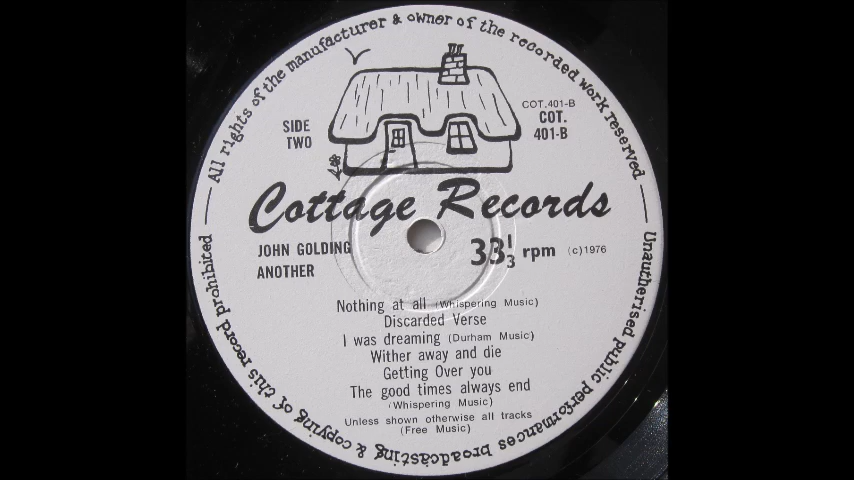 All rights of the manufacturer & owner of the recorded work reserved
Unautherised public performances broadcasting & copying of this record prohibited
SIDE
TWO
COT.401-B
COT.
401-B
Cottage Records
JOHN GOLDING
ANOTHER
33 1/3 rpm (c)1976
Nothing at all (Whispering Music)
Discarded Verse
I was dreaming (Durham Music)
Wither away and die
Getting Over you
The good times always end
(Whispering Music)
Unless shown otherwise all tracks
(Free Music)